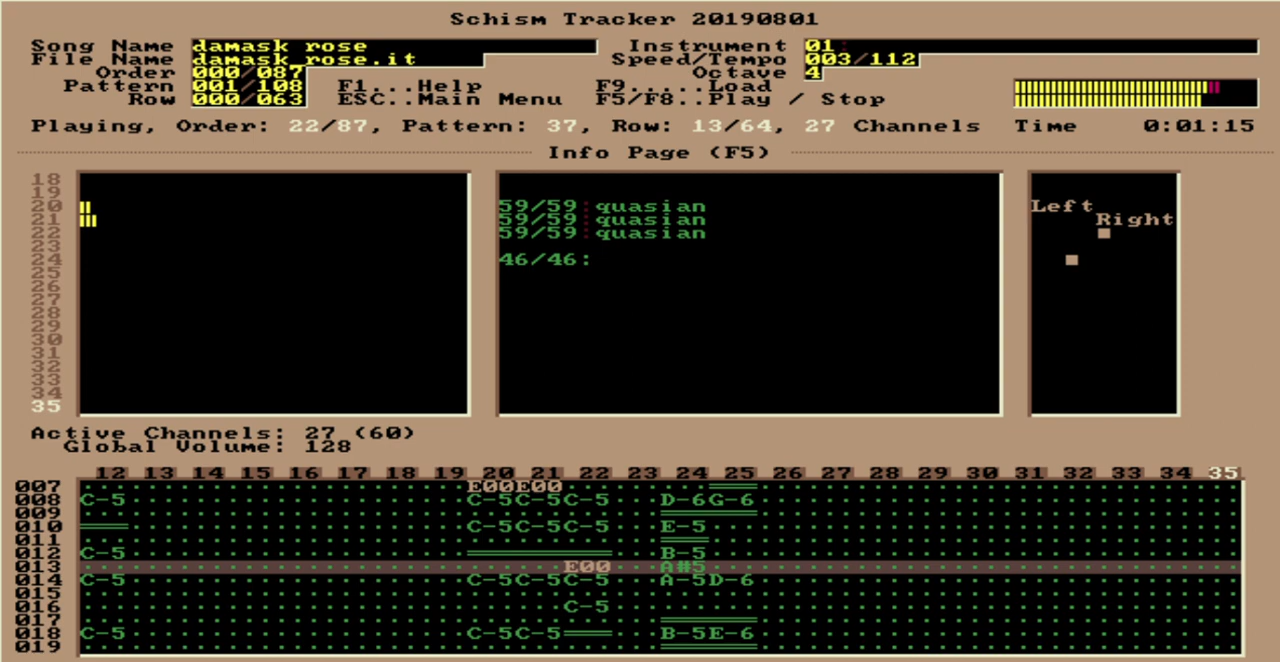 Schism Tracker 20190801
Song Name damask rose Instrument 01:
File Name damask_rose.it Speed/Tempo 003/112
Order 000/087 Octave 4
Pattern 001/108 F1...Help F9.....Load
Row 000/063 ESC..Main Menu F5/F8..Play / Stop
Playing, Order: 22/87, Pattern: 37, Row: 13/64, 27 Channels Time 0:01:15
Info Page (F5)
18
19
20 59/59:quasian Left
21 59/59:quasian Right
22 59/59:quasian
23
24 46/46:
25
26
27
28
29
30
31
32
33
34
35
Active Channels: 27 (60)
Global Volume: 128
12 13 14 15 16 17 18 19 20 21 22 23 24 25 26 27 28 29 30 31 32 33 34 35
007 E00E00
008 C-5 C-5C-5C-5 D-6G-6
009
010 C-5C-5C-5 E-5
011
012 C-5 B-5
013 E00 A#5
014 C-5 C-5C-5C-5 A-5D-6
015
016 C-5
017
018 C-5 C-5C-5 B-5E-6
019